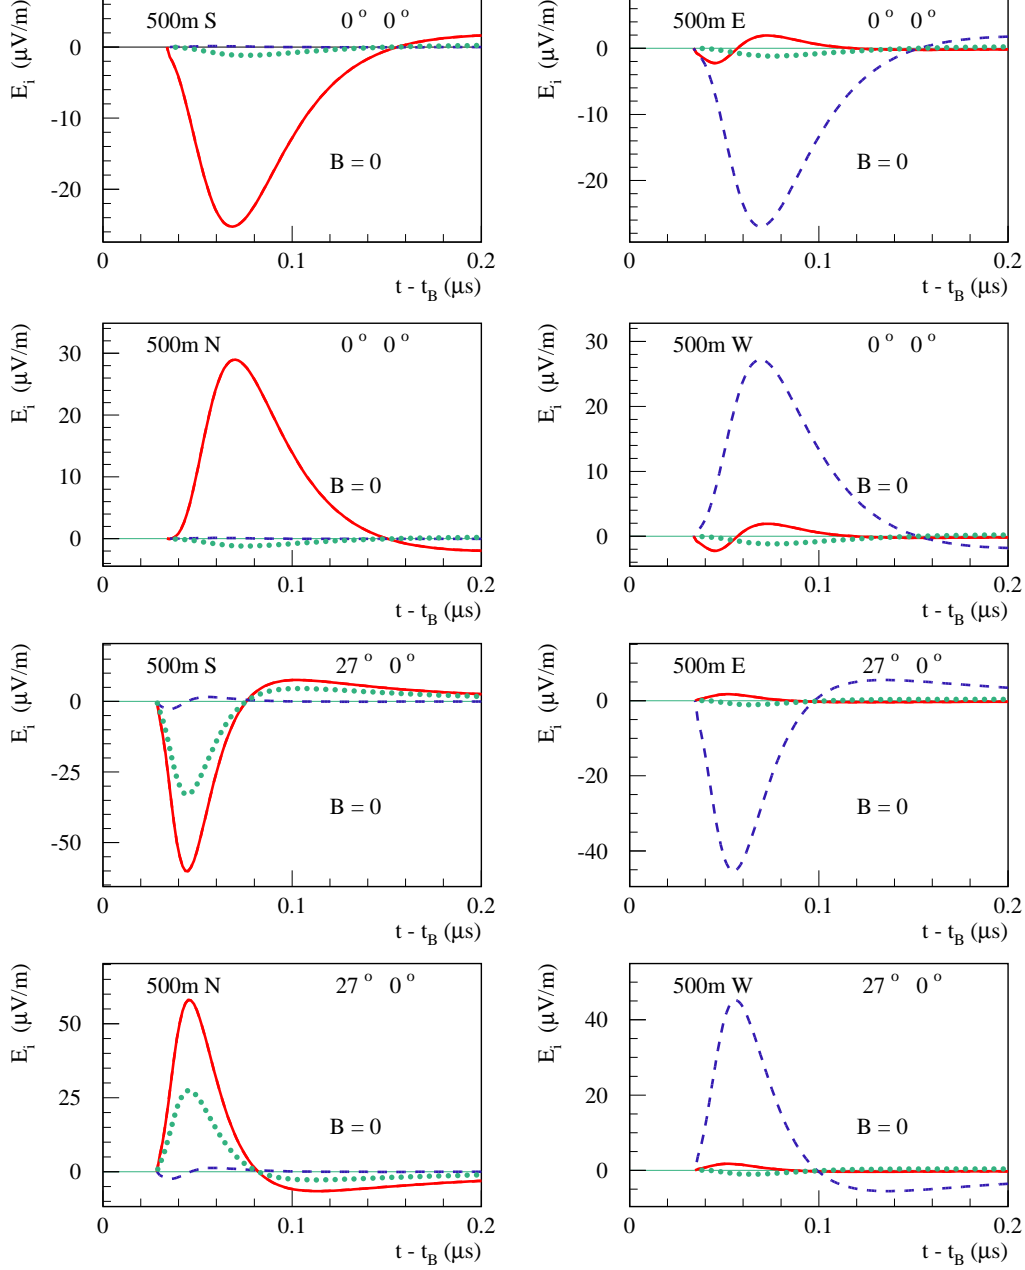 500m S 0 ° 0 °
E_i (μV/m)
0
-10
-20
B = 0
0 0.1 0.2
t - t_B (μs)
500m E 0 ° 0 °
E_i (μV/m)
0
-10
-20
B = 0
0 0.1 0.2
t - t_B (μs)
500m N 0 ° 0 °
E_i (μV/m)
30
20
10
0
B = 0
0 0.1 0.2
t - t_B (μs)
500m W 0 ° 0 °
E_i (μV/m)
30
20
10
0
B = 0
0 0.1 0.2
t - t_B (μs)
500m S 27 ° 0 °
E_i (μV/m)
0
-25
-50
B = 0
0 0.1 0.2
t - t_B (μs)
500m E 27 ° 0 °
E_i (μV/m)
0
-20
-40
B = 0
0 0.1 0.2
t - t_B (μs)
500m N 27 ° 0 °
E_i (μV/m)
50
25
0
B = 0
0 0.1 0.2
t - t_B (μs)
500m W 27 ° 0 °
E_i (μV/m)
40
20
0
B = 0
0 0.1 0.2
t - t_B (μs)